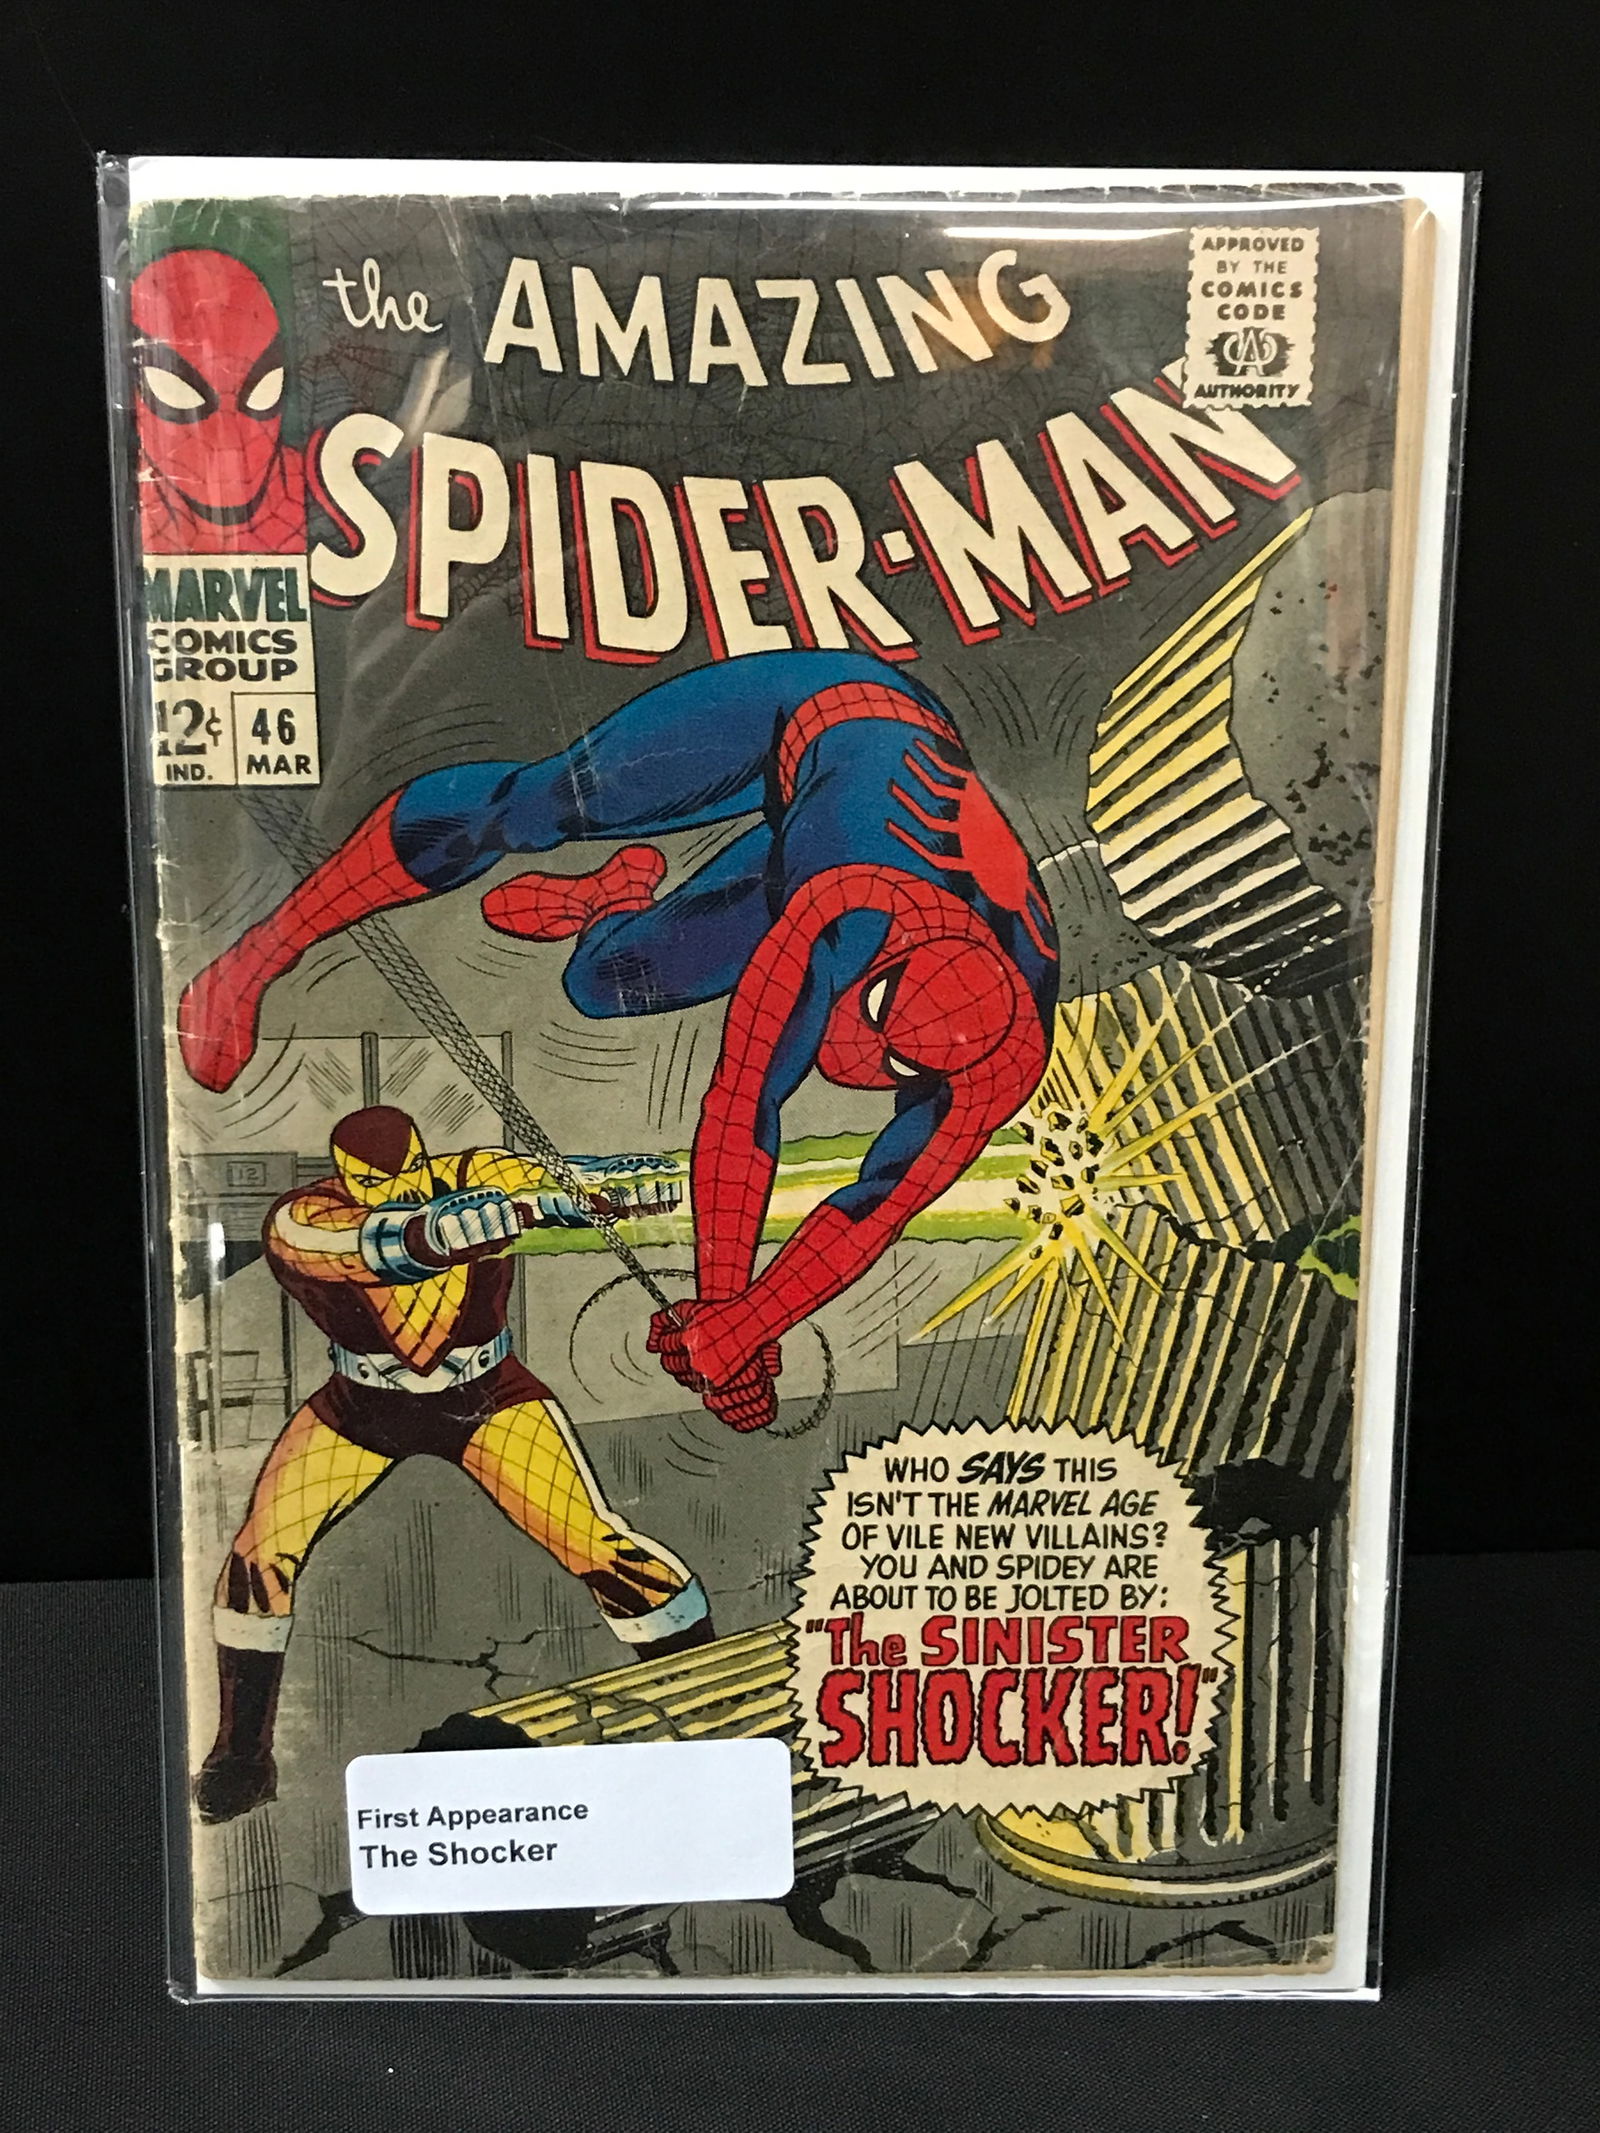 the AMAZING
SPIDER-MAN
APPROVED
BY THE
COMICS
CODE
CA
AUTHORITY
MARVEL
COMICS
GROUP
12¢
IND.
46
MAR
12
WHO SAYS THIS
ISN'T THE MARVEL AGE
OF VILE NEW VILLAINS?
YOU AND SPIDEY ARE
ABOUT TO BE JOLTED BY:
"The SINISTER
SHOCKER!"
First Appearance
The Shocker